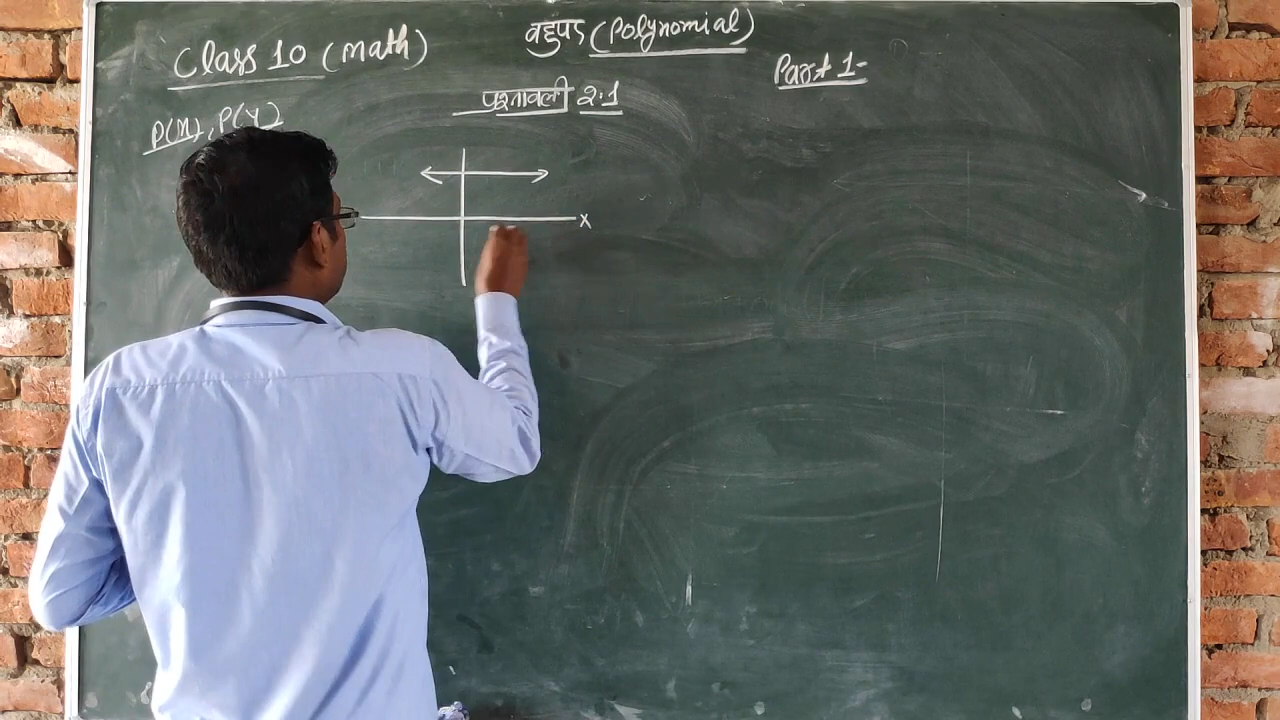 Class 10 (Math)
बहुपद (Polynomial)
Part 1-
प्रश्नावली 2.1
P(x), P(y)
X